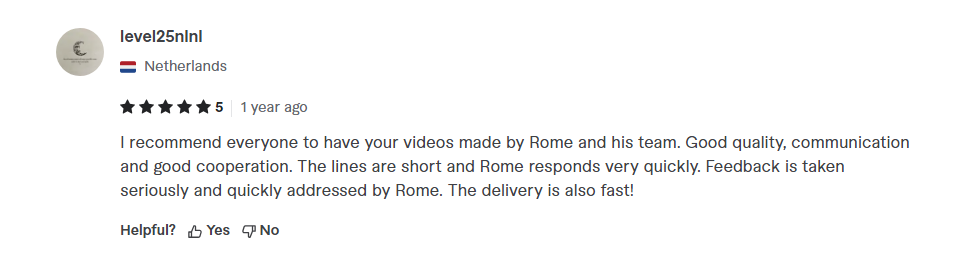 level25nlnl
Netherlands
5 1 year ago
I recommend everyone to have your videos made by Rome and his team. Good quality, communication
and good cooperation. The lines are short and Rome responds very quickly. Feedback is taken
seriously and quickly addressed by Rome. The delivery is also fast!
Helpful? Yes No